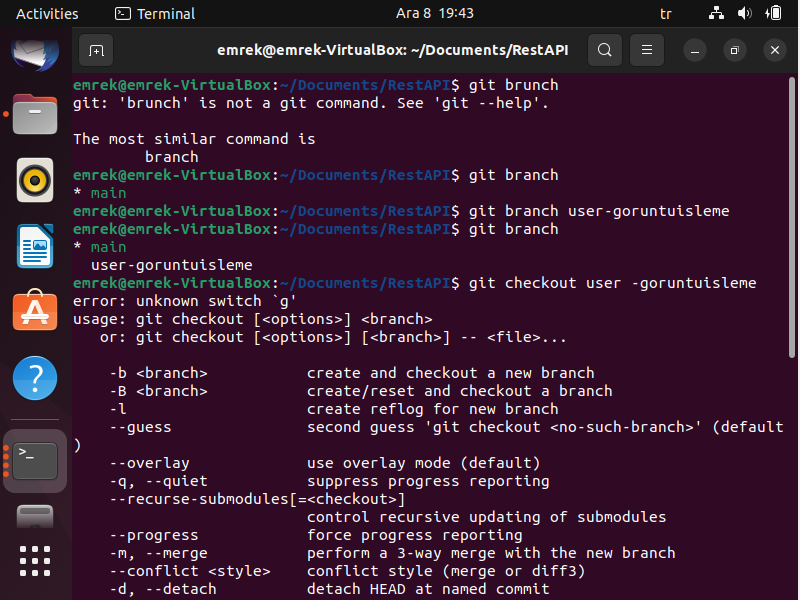 Activities
Terminal
Ara 8 19:43
tr
emrek@emrek-VirtualBox: ~/Documents/RestAPI
emrek@emrek-VirtualBox:~/Documents/RestAPI$ git brunch
git: 'brunch' is not a git command. See 'git --help'.
The most similar command is
branch
emrek@emrek-VirtualBox:~/Documents/RestAPI$ git branch
* main
emrek@emrek-VirtualBox:~/Documents/RestAPI$ git branch user-goruntuisleme
emrek@emrek-VirtualBox:~/Documents/RestAPI$ git branch
* main
user-goruntuisleme
emrek@emrek-VirtualBox:~/Documents/RestAPI$ git checkout user -goruntuisleme
error: unknown switch `g'
usage: git checkout [<options>] <branch>
or: git checkout [<options>] [<branch>] -- <file>...
-b <branch> create and checkout a new branch
-B <branch> create/reset and checkout a branch
-l create reflog for new branch
--guess second guess 'git checkout <no-such-branch>' (default
)
--overlay use overlay mode (default)
-q, --quiet suppress progress reporting
--recurse-submodules[=<checkout>]
control recursive updating of submodules
--progress force progress reporting
-m, --merge perform a 3-way merge with the new branch
--conflict <style> conflict style (merge or diff3)
-d, --detach detach HEAD at named commit